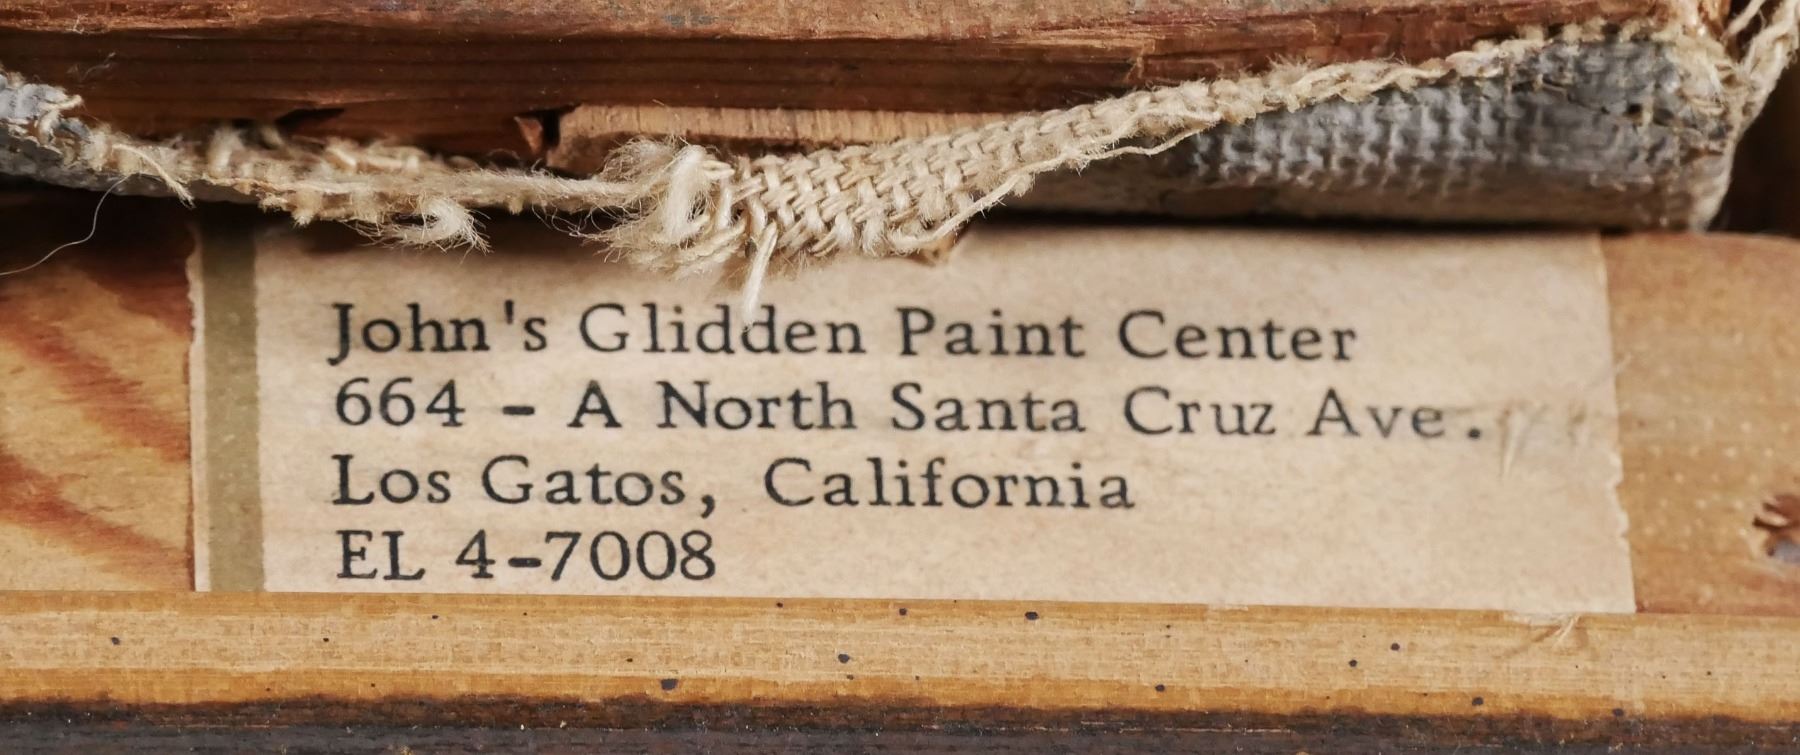 John's Glidden Paint Center
664 - A North Santa Cruz Ave.
Los Gatos, California
EL 4-7008